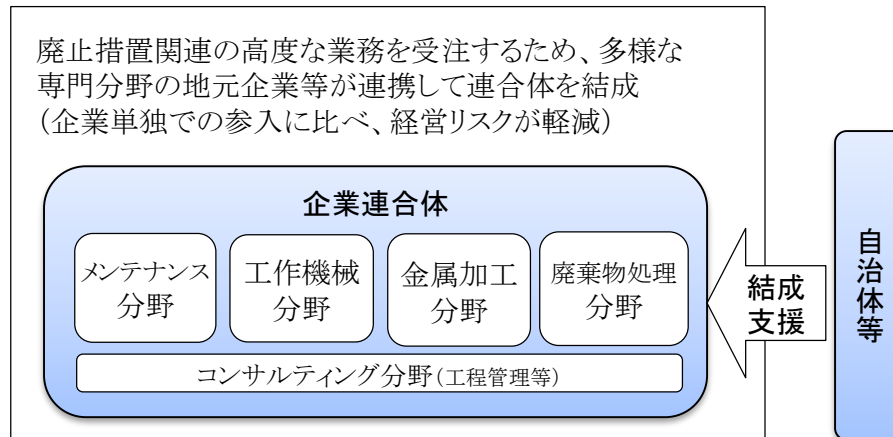 廃止措置関連の高度な業務を受注するため、多様な
専門分野の地元企業等が連携して連合体を結成
（企業単独での参入に比べ、経営リスクが軽減）
企業連合体
メンテナンス
分野
工作機械
分野
金属加工
分野
廃棄物処理
分野
コンサルティング分野（工程管理等）
結成
支援
自治体等